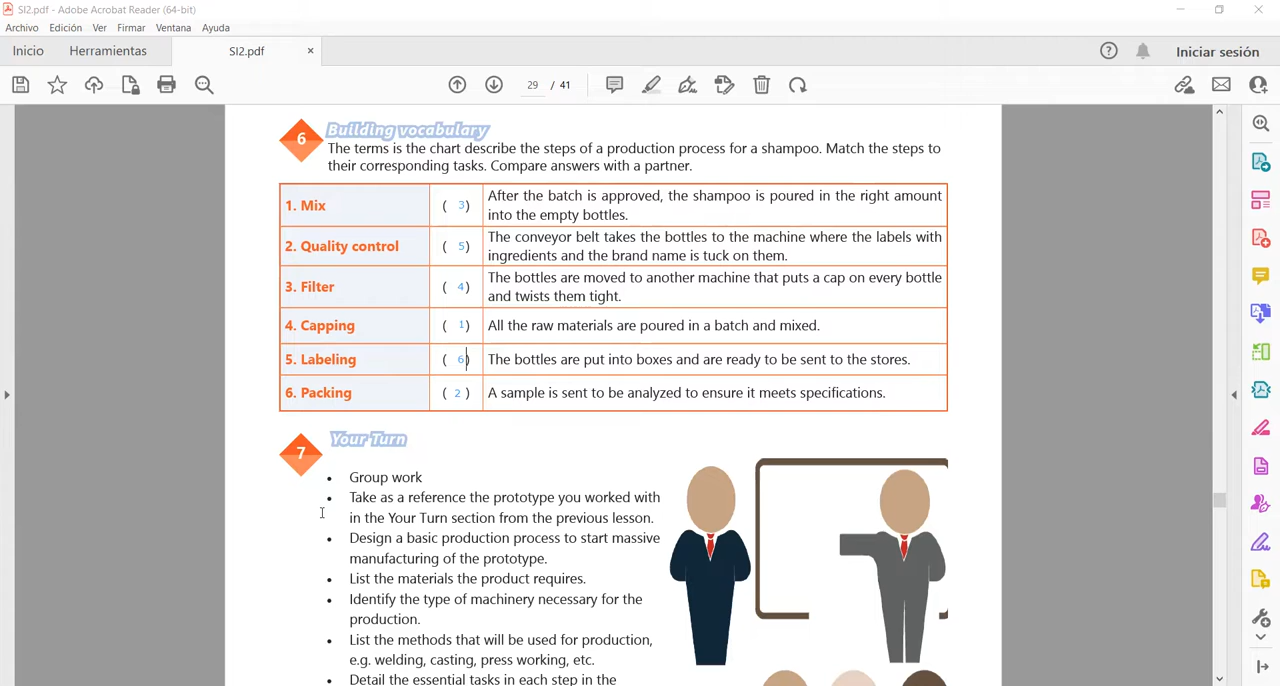 SI2.pdf - Adobe Acrobat Reader (64-bit)
Archivo Edición Ver Firmar Ventana Ayuda
Inicio Herramientas SI2.pdf × Iniciar sesión
29 / 41
6 Building vocabulary
The terms is the chart describe the steps of a production process for a shampoo. Match the steps to
their corresponding tasks. Compare answers with a partner.
1. Mix ( 3) After the batch is approved, the shampoo is poured in the right amount
into the empty bottles.
2. Quality control ( 5) The conveyor belt takes the bottles to the machine where the labels with
ingredients and the brand name is tuck on them.
3. Filter ( 4) The bottles are moved to another machine that puts a cap on every bottle
and twists them tight.
4. Capping ( 1) All the raw materials are poured in a batch and mixed.
5. Labeling ( 6) The bottles are put into boxes and are ready to be sent to the stores.
6. Packing ( 2 ) A sample is sent to be analyzed to ensure it meets specifications.
7 Your Turn
• Group work
• Take as a reference the prototype you worked with
in the Your Turn section from the previous lesson.
• Design a basic production process to start massive
manufacturing of the prototype.
• List the materials the product requires.
• Identify the type of machinery necessary for the
production.
• List the methods that will be used for production,
e.g. welding, casting, press working, etc.
• Detail the essential tasks in each step in the